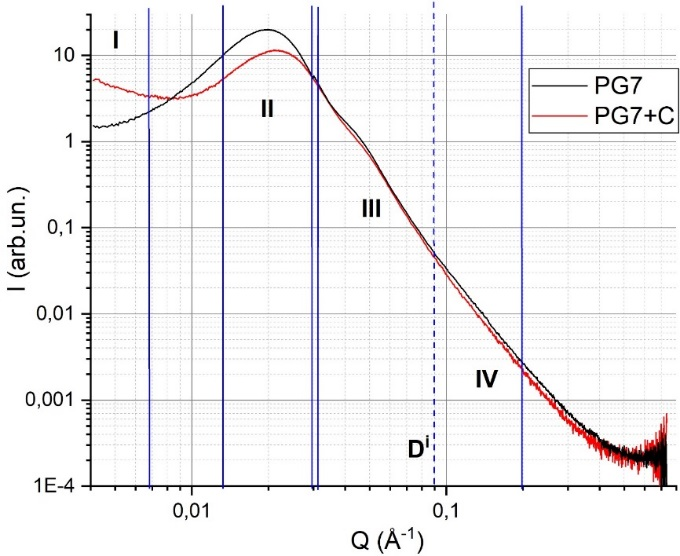 I
II
III
IV
Dⁱ
PG7
PG7+C
10
1
0,1
0,01
0,001
1E-4
I (arb.un.)
0,01
0,1
Q (Å⁻¹)